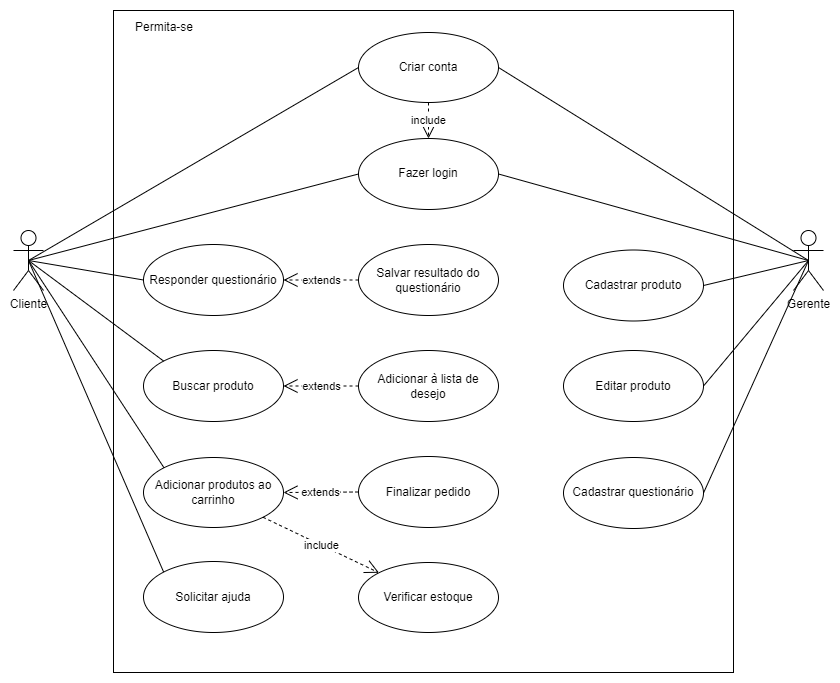 Permita-se
Criar conta
include
Fazer login
Cliente
Gerente
Responder questionário
extends
Salvar resultado do
questionário
Cadastrar produto
Buscar produto
extends
Adicionar à lista de
desejo
Editar produto
Adicionar produtos ao
carrinho
extends
Finalizar pedido
Cadastrar questionário
include
Solicitar ajuda
Verificar estoque